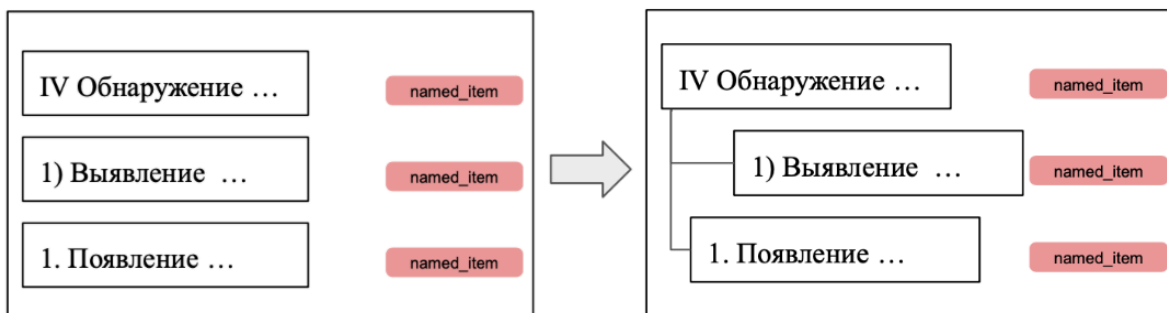 IV Обнаружение …
named_item
1) Выявление …
named_item
1. Появление …
named_item
IV Обнаружение …
named_item
1) Выявление …
named_item
1. Появление …
named_item